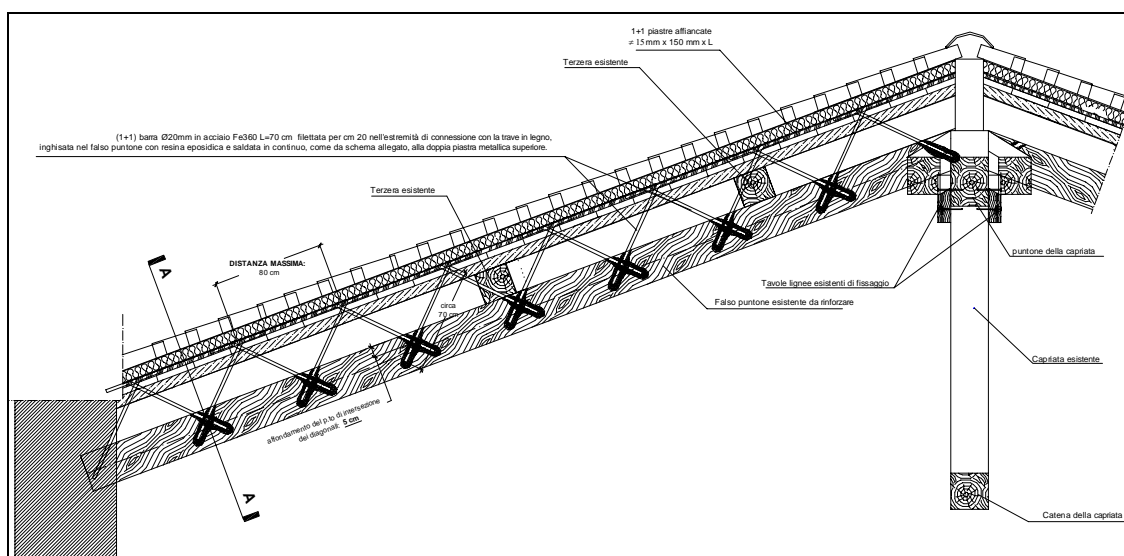 1+1 piastre affiancate
≠ 15 mm x 150 mm x L
Terzera esistente
(1+1) barra Ø20mm in acciaio Fe360 L=70 cm filettata per cm 20 nell'estremità di connessione con la trave in legno,
inghisata nel falso puntone con resina eposidica e saldata in continuo, come da schema allegato, alla doppia piastra metallica superiore.
Terzera esistente
DISTANZA MASSIMA:
80 cm
A
circa
70 cm
puntone della capriata
Tavole lignee esistenti di fissaggio
Falso puntone esistente da rinforzare
Capriata esistente
affondamento del p.to di intersezione
dei diagonali: 5 cm
A
Catena della capriata